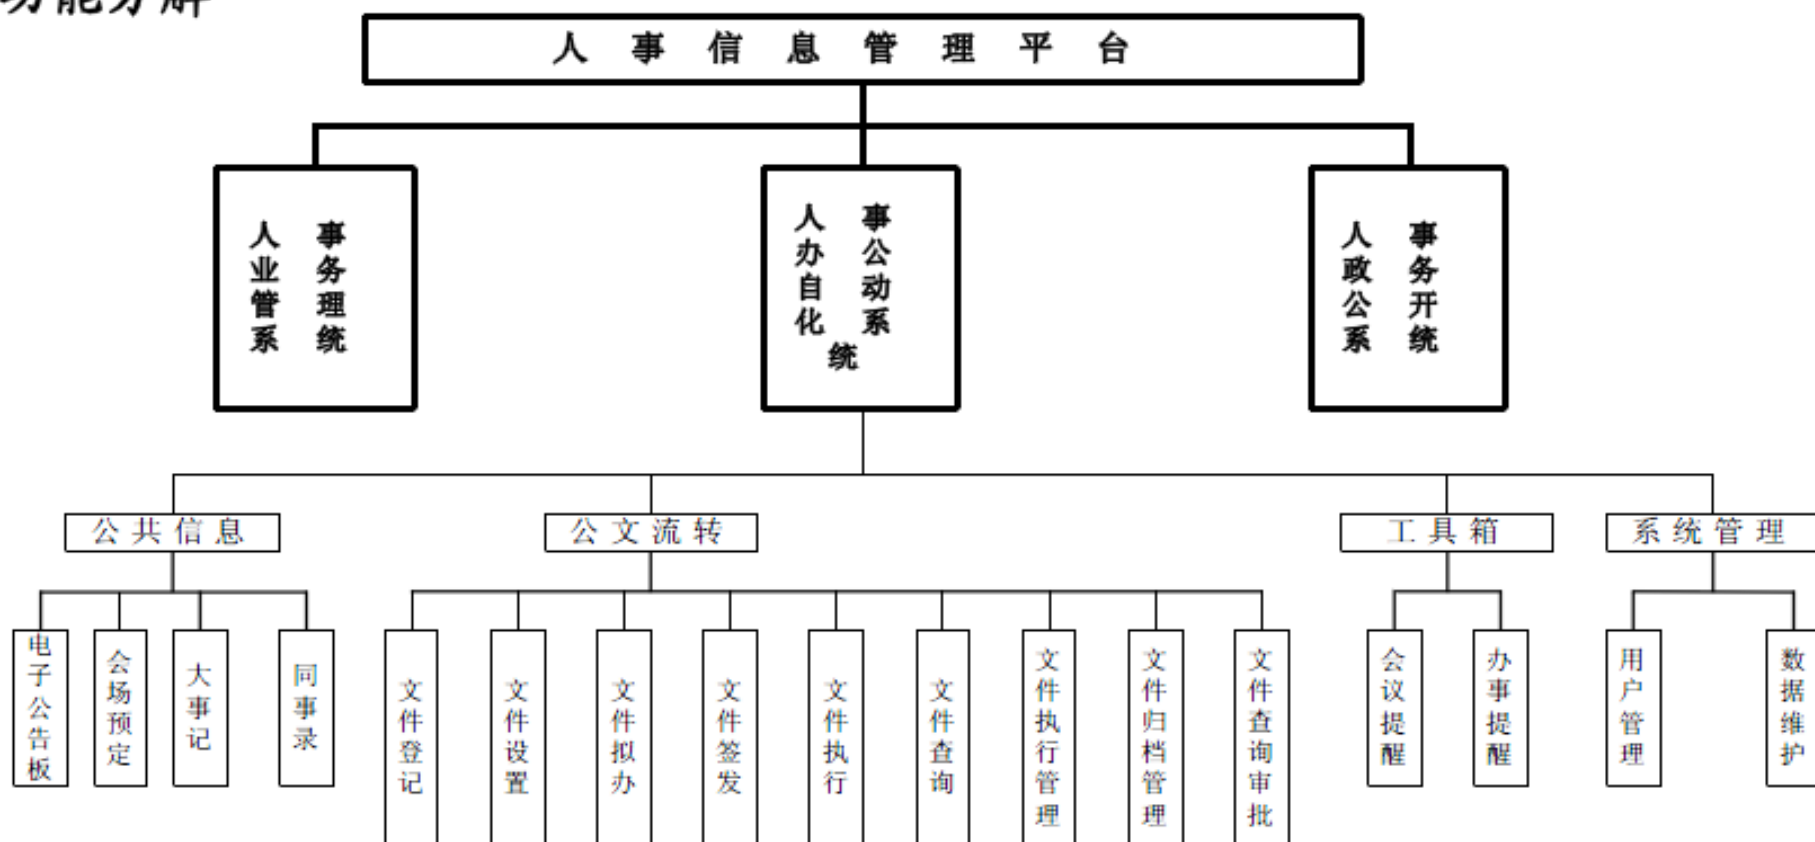 功能分解
人事信息管理平台
人事
业务
管理
系统
人事
办公
自动
化系
统
人事
政务
公开
系统
公共信息
公文流转
工具箱
系统管理
电子公告板
会场预定
大事记
同事录
文件登记
文件设置
文件拟办
文件签发
文件执行
文件查询
文件执行管理
文件归档管理
文件查询审批
会议提醒
办事提醒
用户管理
数据维护